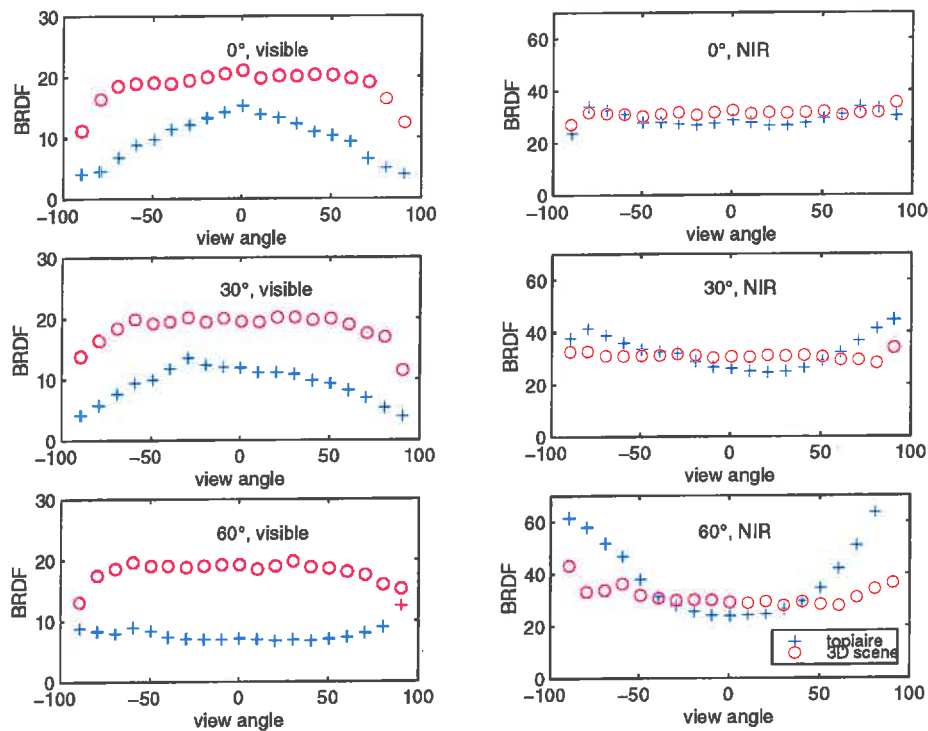 30
20
10
0
BRDF
0°, visible
−100
−50
0
50
100
view angle
60
40
20
0
BRDF
0°, NIR
−100
−50
0
50
100
view angle
30
20
10
0
BRDF
30°, visible
−100
−50
0
50
100
view angle
60
40
20
0
BRDF
30°, NIR
−100
−50
0
50
100
view angle
30
20
10
0
BRDF
60°, visible
−100
−50
0
50
100
view angle
60
40
20
0
BRDF
60°, NIR
topiaire
3D scene
−100
−50
0
50
100
view angle